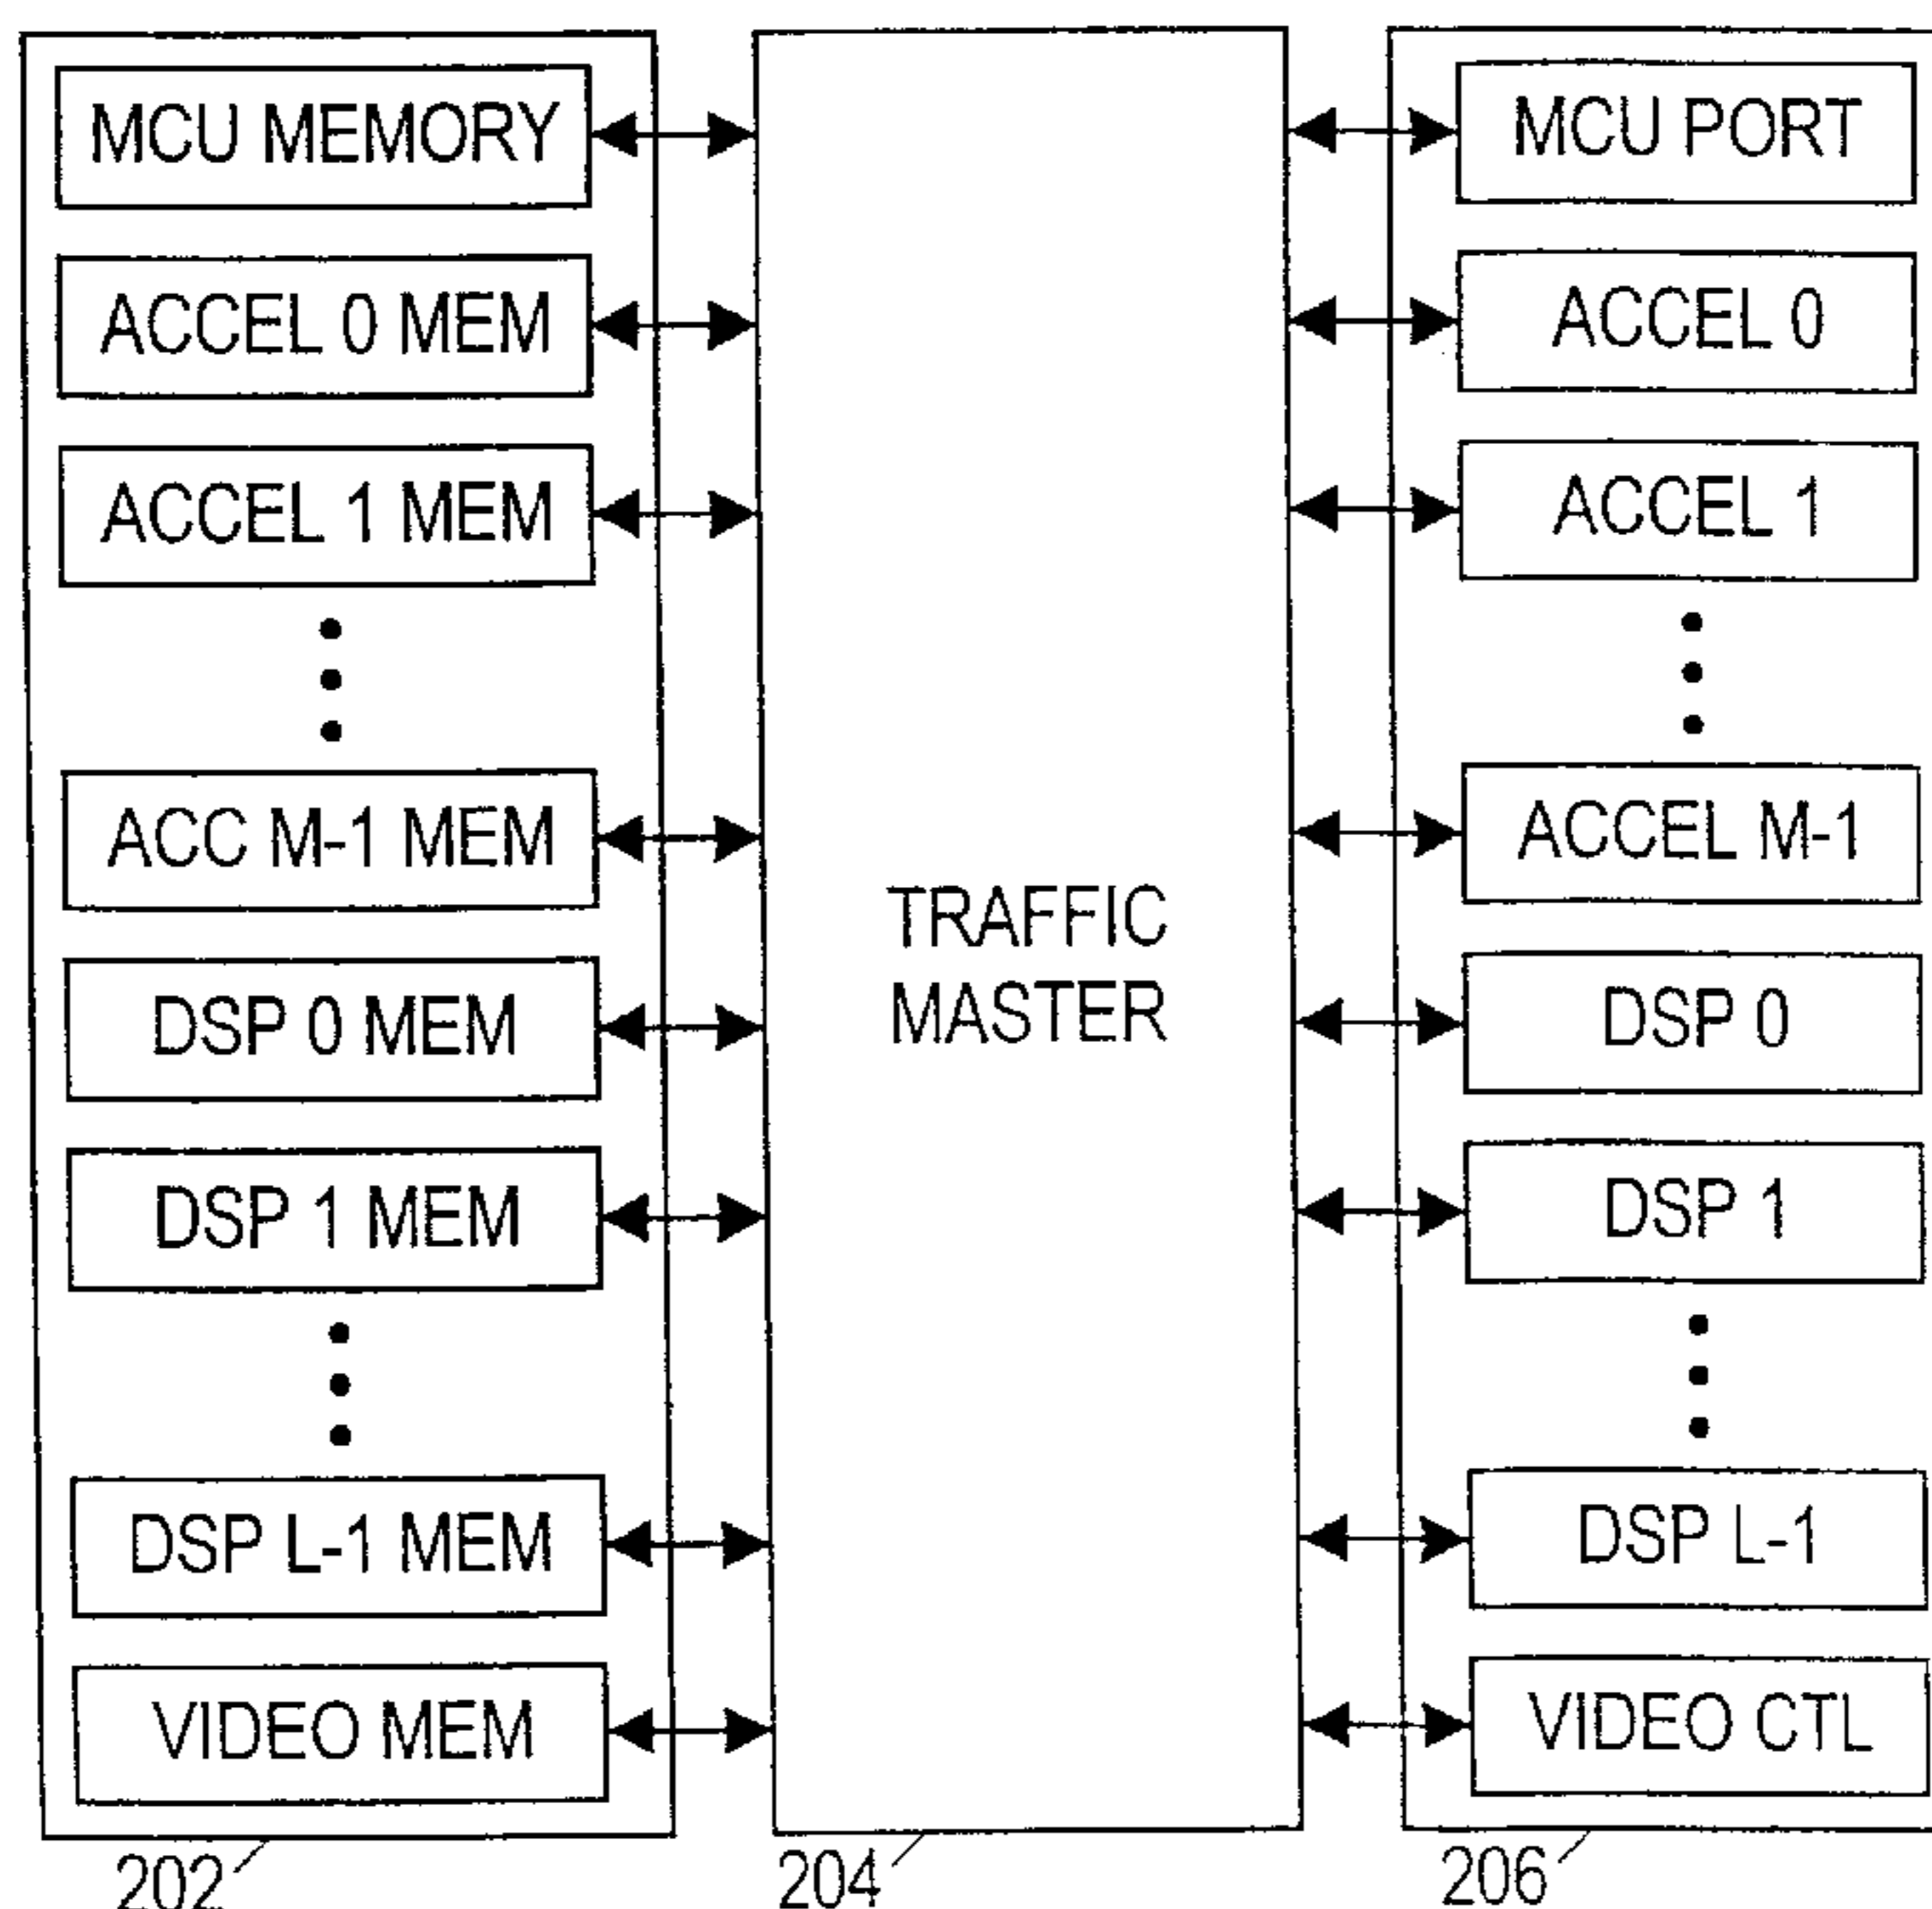 MCU MEMORY
ACCEL 0 MEM
ACCEL 1 MEM
ACC M-1 MEM
DSP 0 MEM
DSP 1 MEM
DSP L-1 MEM
VIDEO MEM
202
TRAFFIC
MASTER
204
MCU PORT
ACCEL 0
ACCEL 1
ACCEL M-1
DSP 0
DSP 1
DSP L-1
VIDEO CTL
206